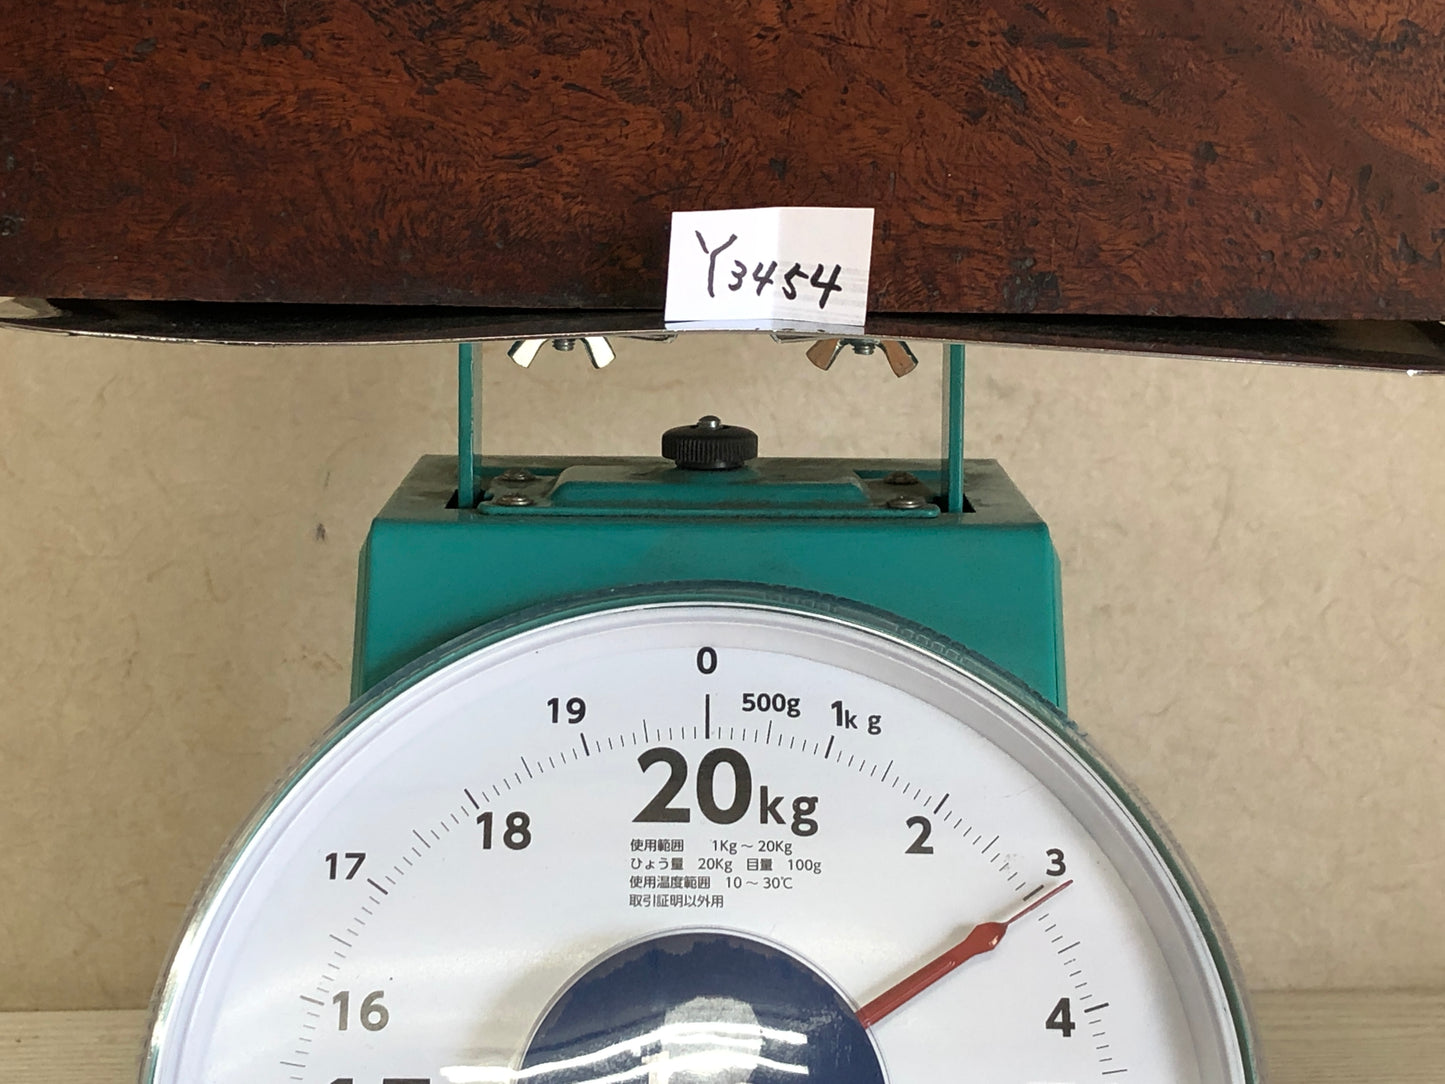 Y3454
0
19 500g 1kg
20kg
18 2
使用範囲 1Kg～20Kg
ひょう量 20Kg 目量 100g
使用温度範囲 10～30℃
取引証明以外用
17 3
16 4